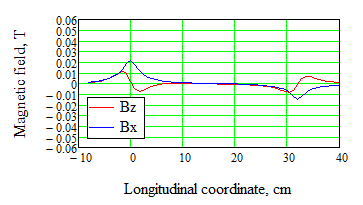 0.06
0.05
0.04
0.03
0.02
0.01
0
− 0.01
− 0.02
− 0.03
− 0.04
− 0.05
− 0.06
Magnetic field, T
Bz
Bx
− 10 0 10 20 30 40
Longitudinal coordinate, cm